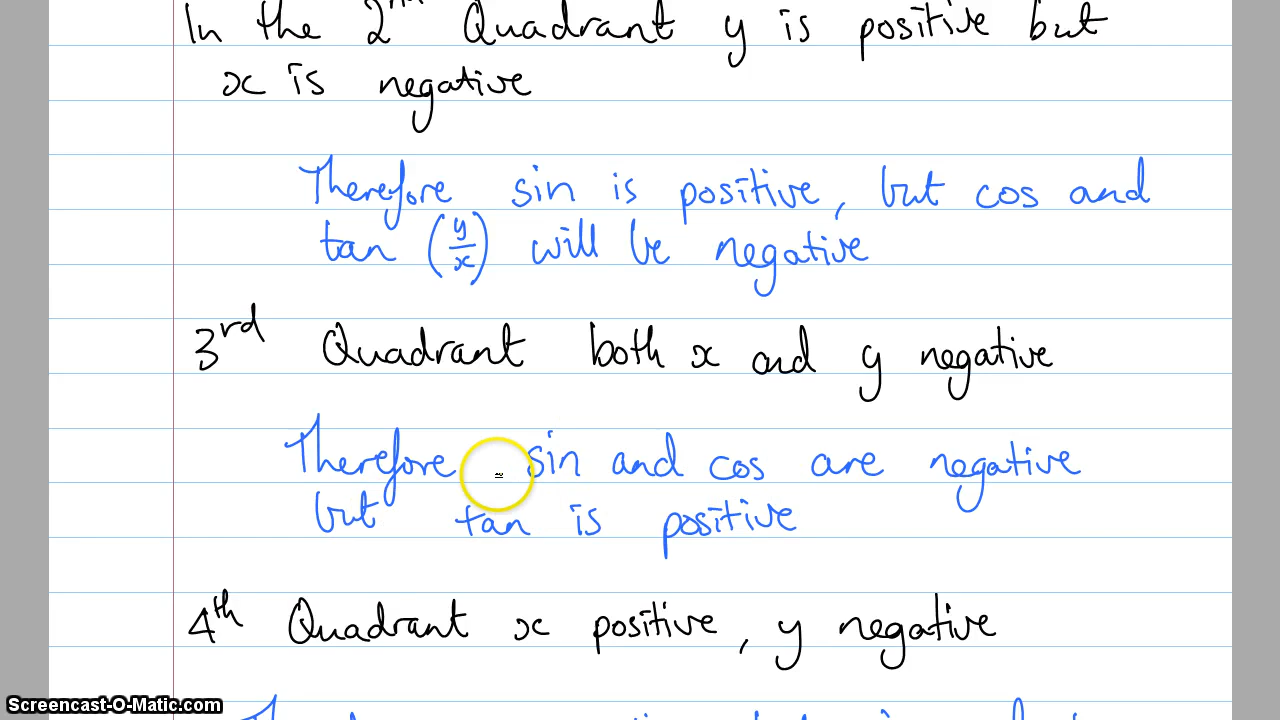 In the 2nd Quadrant y is positive but
x is negative
Therefore sin is positive, but cos and
tan (y/x) will be negative
3rd Quadrant both x and y negative
Therefore sin and cos are negative
but tan is positive
4th Quadrant x positive, y negative
Screencast-O-Matic.com